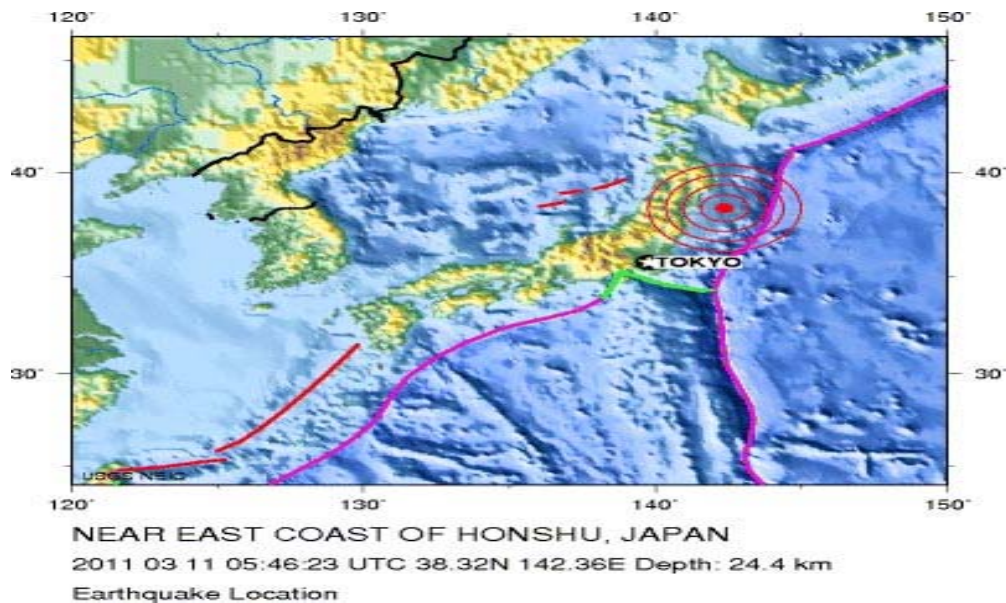 120° 130° 140° 150°
40° 40°
TOKYO
30° 30°
USGS NEIC
120° 130° 140° 150°
NEAR EAST COAST OF HONSHU, JAPAN
2011 03 11 05:46:23 UTC 38.32N 142.36E Depth: 24.4 km
Earthquake Location